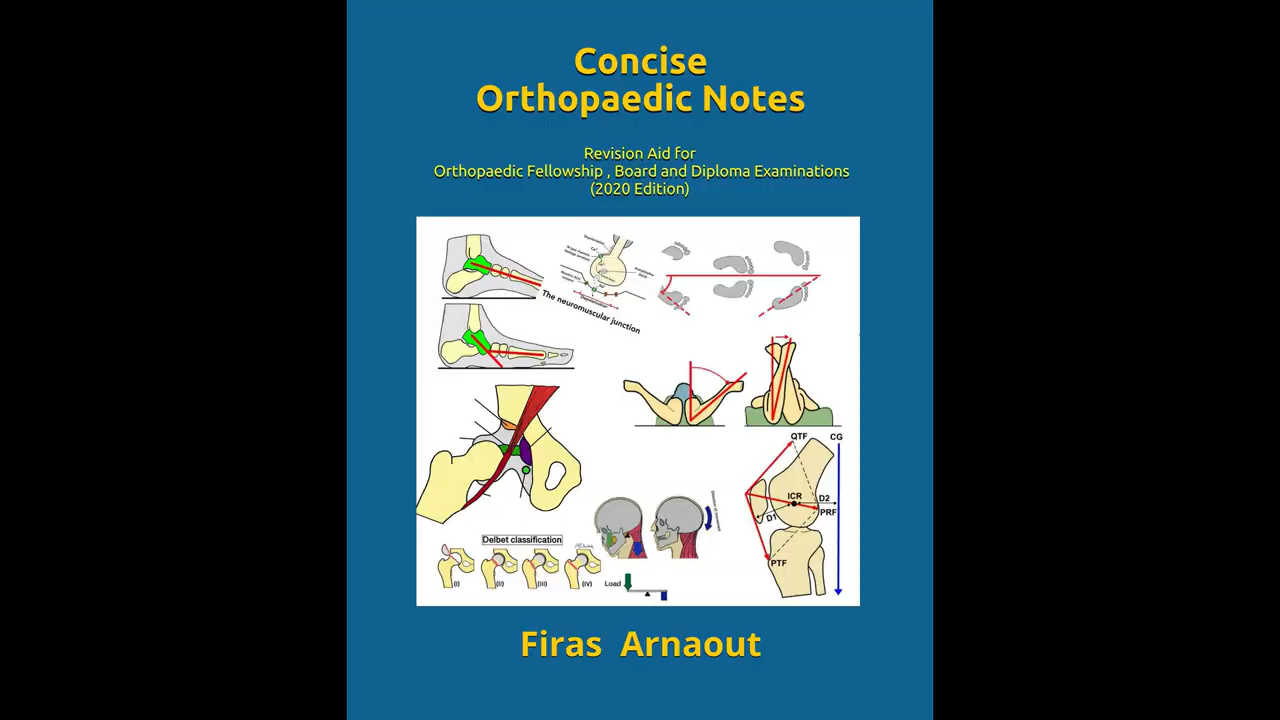 Concise
Orthopaedic Notes
Revision Aid for
Orthopaedic Fellowship , Board and Diploma Examinations
(2020 Edition)
The neuromuscular junction
QTF
CG
ICR
D2
D1
PRF
PTF
Delbet classification
(I)
(II)
(III)
(IV)
Load
Firas Arnaout